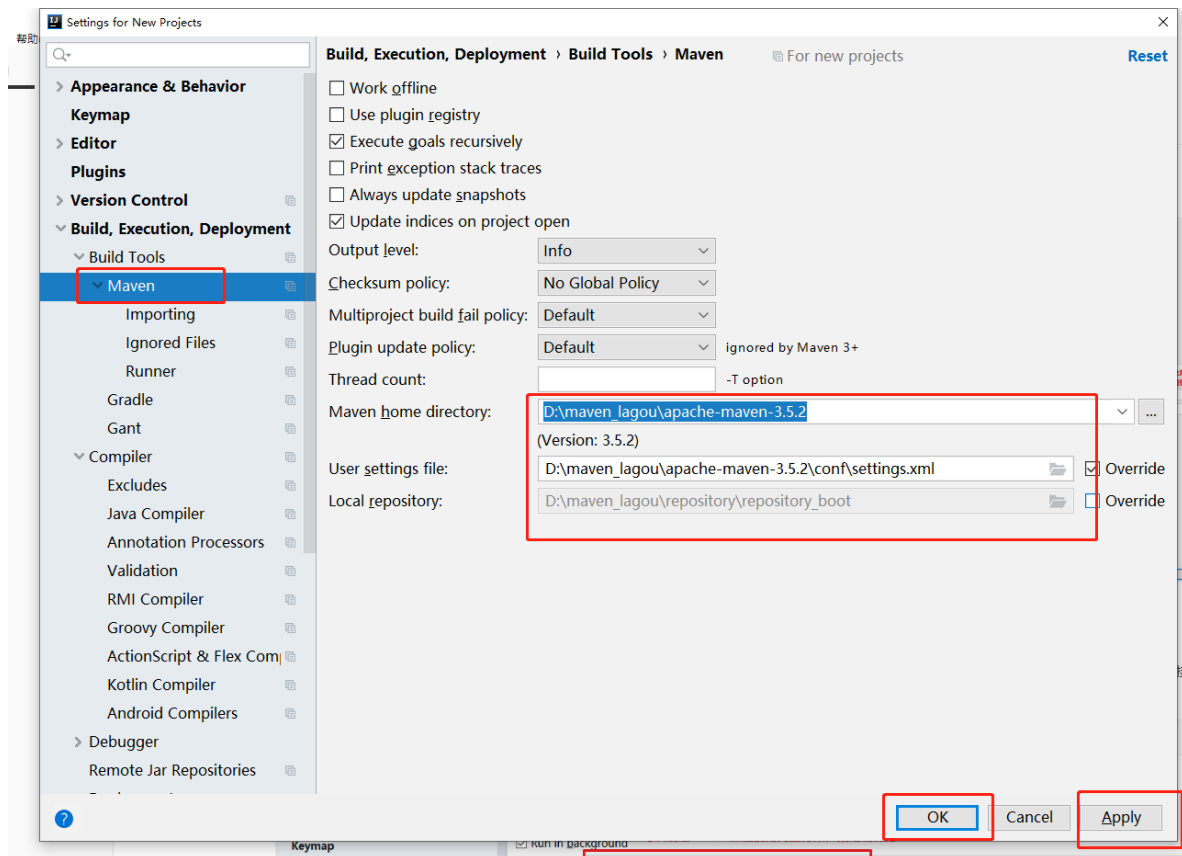 Settings for New Projects
帮助
Build, Execution, Deployment › Build Tools › Maven
For new projects
Reset
Appearance & Behavior
Keymap
Editor
Plugins
Version Control
Build, Execution, Deployment
Build Tools
Maven
Importing
Ignored Files
Runner
Gradle
Gant
Compiler
Excludes
Java Compiler
Annotation Processors
Validation
RMI Compiler
Groovy Compiler
ActionScript & Flex Com
Kotlin Compiler
Android Compilers
Debugger
Remote Jar Repositories
Work offline
Use plugin registry
Execute goals recursively
Print exception stack traces
Always update snapshots
Update indices on project open
Output level: Info
Checksum policy: No Global Policy
Multiproject build fail policy: Default
Plugin update policy: Default ignored by Maven 3+
Thread count: -T option
Maven home directory: D:\maven_lagou\apache-maven-3.5.2 ...
(Version: 3.5.2)
User settings file: D:\maven_lagou\apache-maven-3.5.2\conf\settings.xml Override
Local repository: D:\maven_lagou\repository\repository_boot Override
?
OK Cancel Apply
Keymap
Run in background